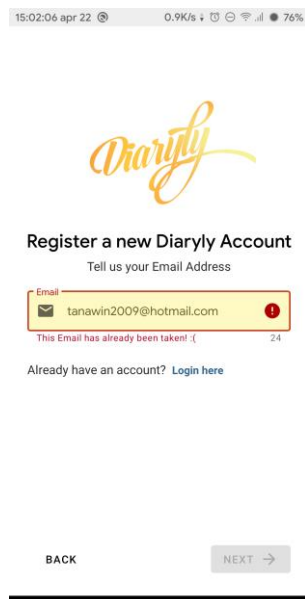 15:02:06 apr 22 0.9K/s 76%
Diaryly
Register a new Diaryly Account
Tell us your Email Address
Email
tanawin2009@hotmail.com
This Email has already been taken! :( 24
Already have an account? Login here
BACK NEXT →